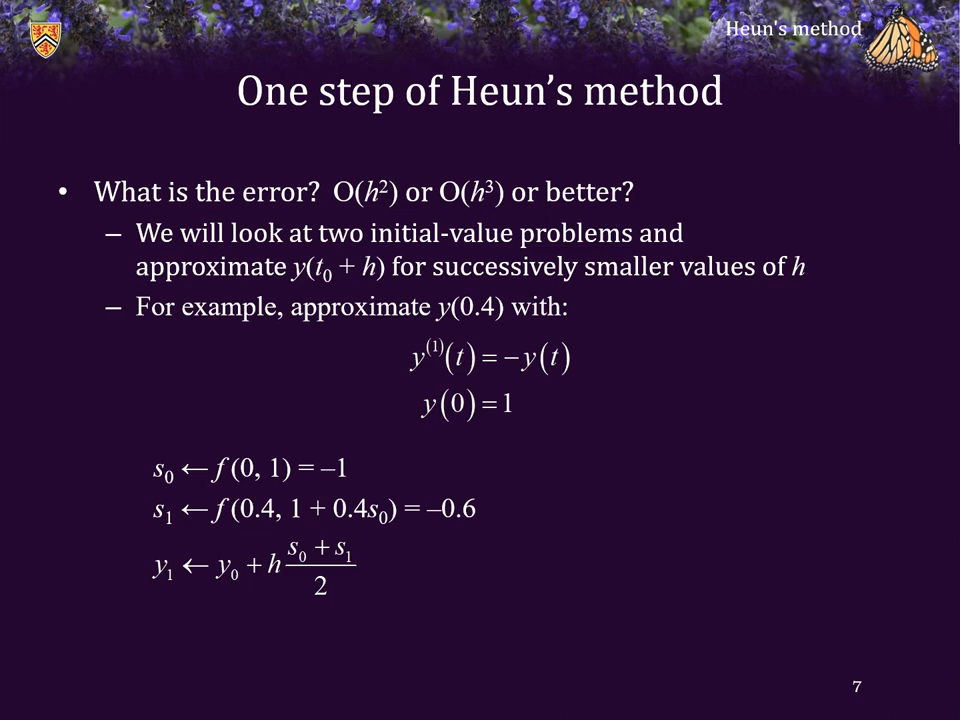 Heun's method
One step of Heun’s method
• What is the error?  O(h²) or O(h³) or better?
– We will look at two initial-value problems and
approximate y(t₀ + h) for successively smaller values of h
– For example, approximate y(0.4) with:
y⁽¹⁾(t) = −y(t)
y(0) = 1
s₀ ← f (0, 1) = –1
s₁ ← f (0.4, 1 + 0.4s₀) = –0.6
y₁ ← y₀ + h (s₀ + s₁)/2
7